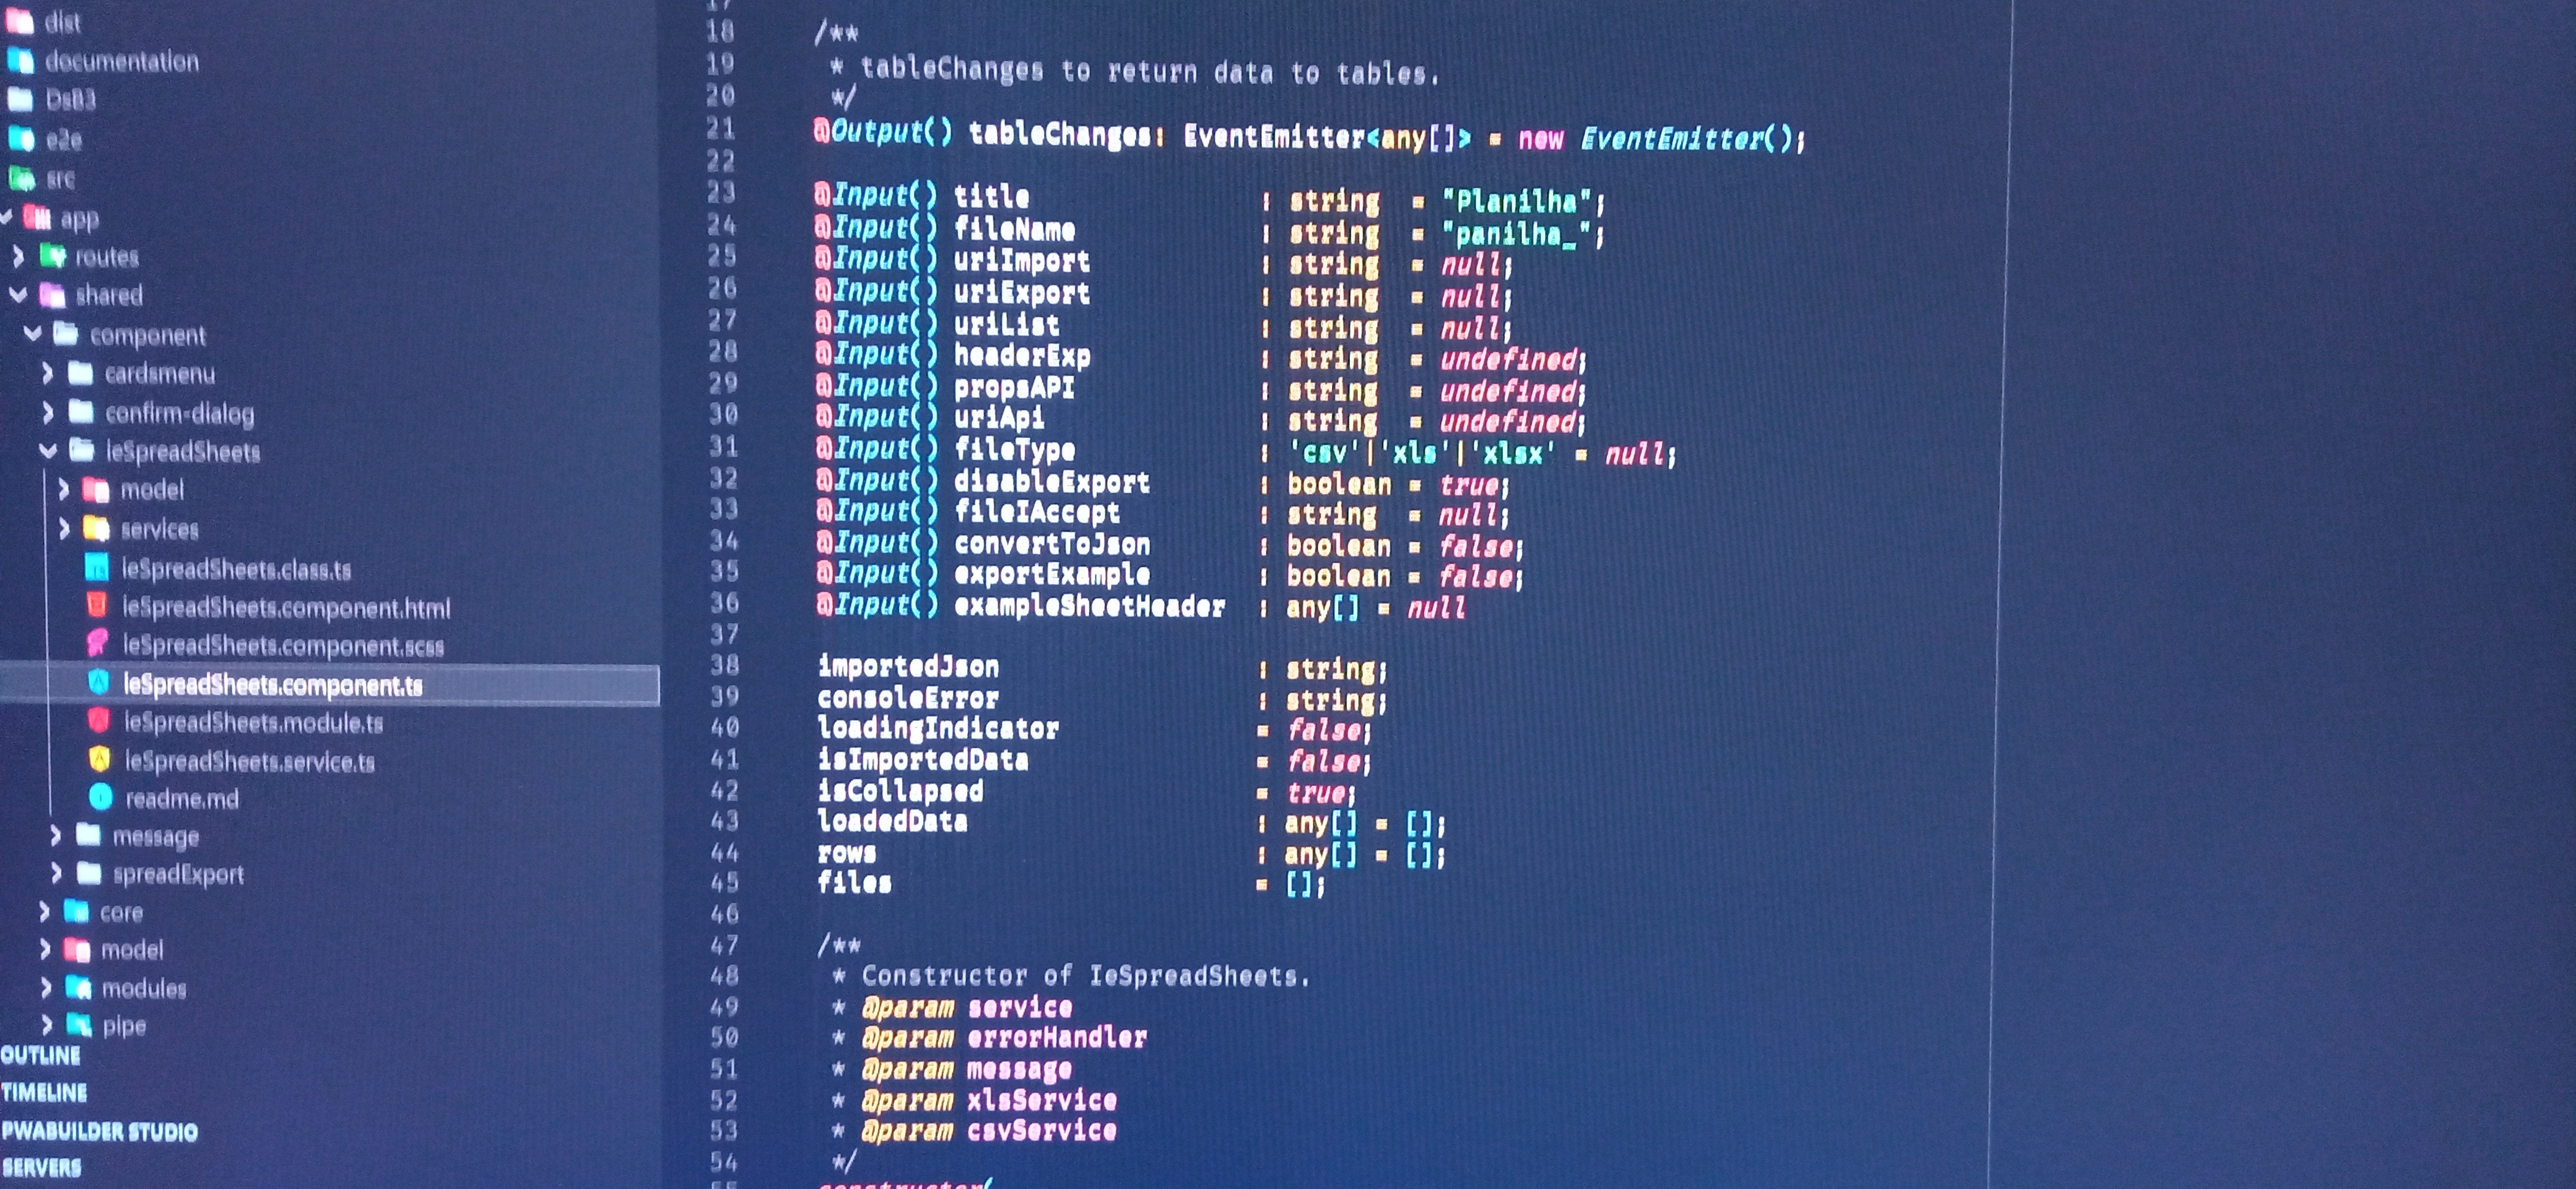 dist
documentation
DsB3
e2e
src
app
routes
shared
component
cardsmenu
confirm-dialog
ieSpreadSheets
model
services
ieSpreadSheets.class.ts
ieSpreadSheets.component.html
ieSpreadSheets.component.scss
ieSpreadSheets.component.ts
ieSpreadSheets.module.ts
ieSpreadSheets.service.ts
readme.md
message
spreadExport
core
model
modules
pipe
OUTLINE
TIMELINE
PWABUILDER STUDIO
SERVERS
17
18 /**
19 * tableChanges to return data to tables.
20 */
21 @Output() tableChanges: EventEmitter<any[]> = new EventEmitter();
22
23 @Input() title : string = "Planilha";
24 @Input() fileName : string = "panilha_";
25 @Input() uriImport : string = null;
26 @Input() uriExport : string = null;
27 @Input() uriList : string = null;
28 @Input() headerExp : string = undefined;
29 @Input() propsAPI : string = undefined;
30 @Input() uriApi : string = undefined;
31 @Input() fileType : 'csv'|'xls'|'xlsx' = null;
32 @Input() disableExport : boolean = true;
33 @Input() fileIAccept : string = null;
34 @Input() convertToJson : boolean = false;
35 @Input() exportExample : boolean = false;
36 @Input() exampleSheetHeader : any[] = null
37
38 importedJson : string;
39 consoleError : string;
40 loadingIndicator = false;
41 isImportedData = false;
42 isCollapsed = true;
43 loadedData : any[] = [];
44 rows : any[] = [];
45 files = [];
46
47 /**
48 * Constructor of IeSpreadSheets.
49 * @param service
50 * @param errorHandler
51 * @param message
52 * @param xlsService
53 * @param csvService
54 */
55 constructor(